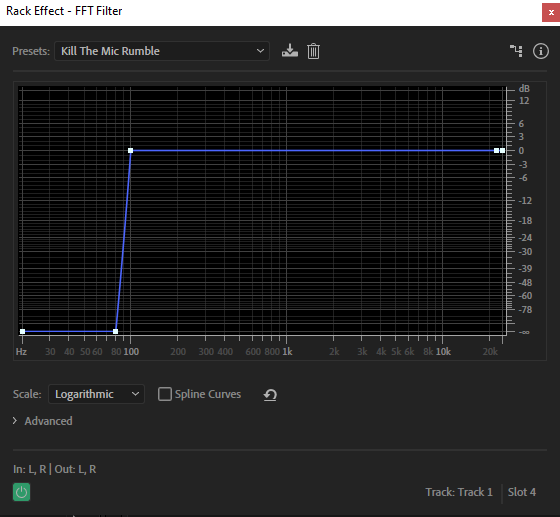 Rack Effect - FFT Filter
x
Presets: Kill The Mic Rumble
dB
12
6
3
0
-3
-6
-12
-18
-24
-30
-39
-48
-60
-78
-∞
Hz 30 40 50 60 80 100 200 300 400 600 800 1k 2k 3k 4k 5k 6k 8k 10k 20k
Scale: Logarithmic Spline Curves
Advanced
In: L, R | Out: L, R
Track: Track 1 Slot 4